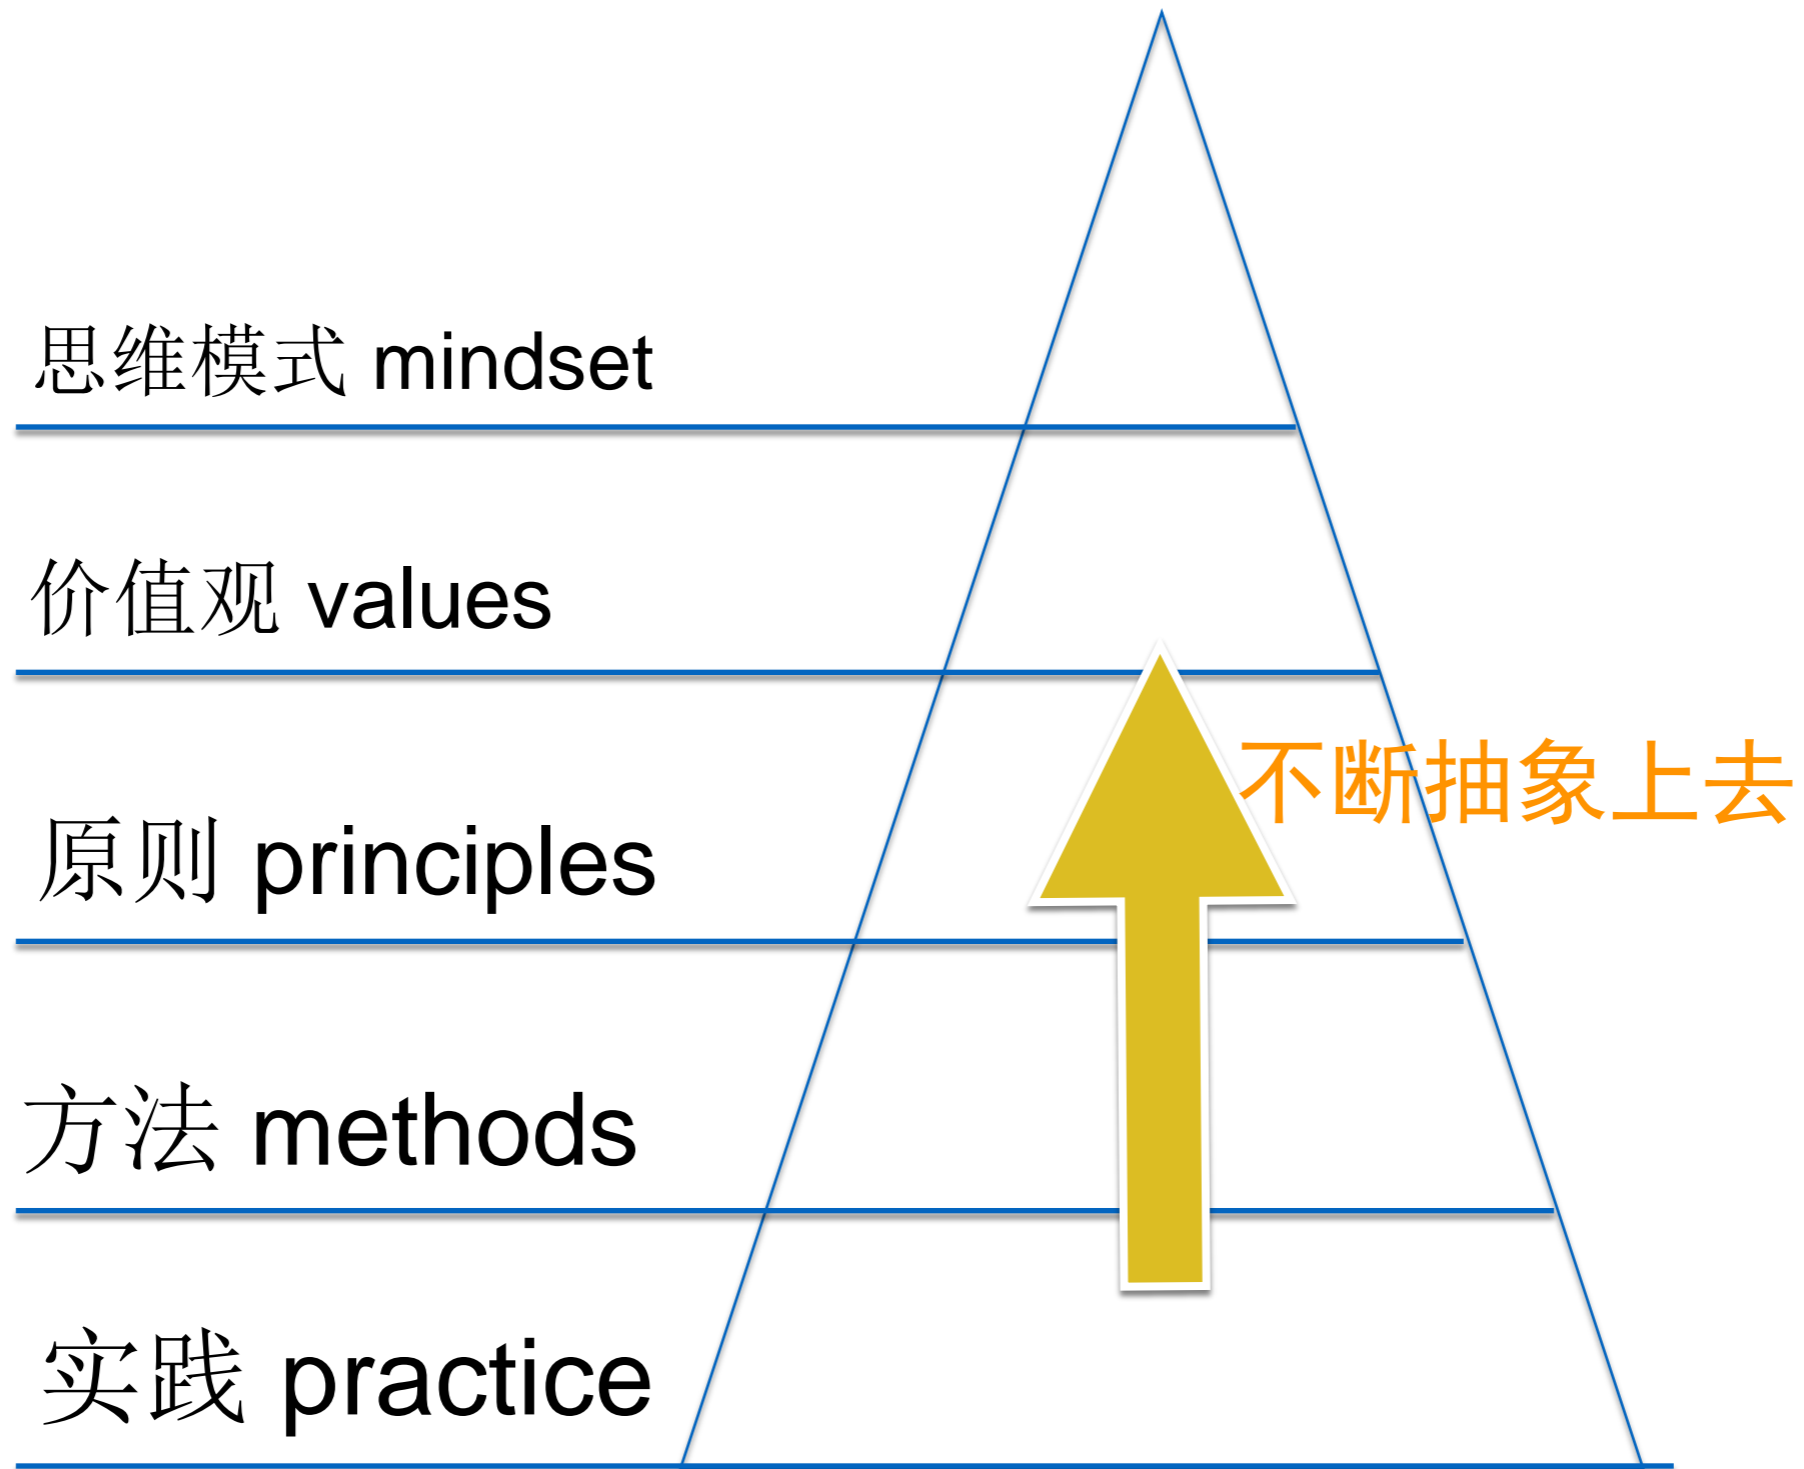 思维模式 mindset
价值观 values
不断抽象上去
原则 principles
方法 methods
实践 practice